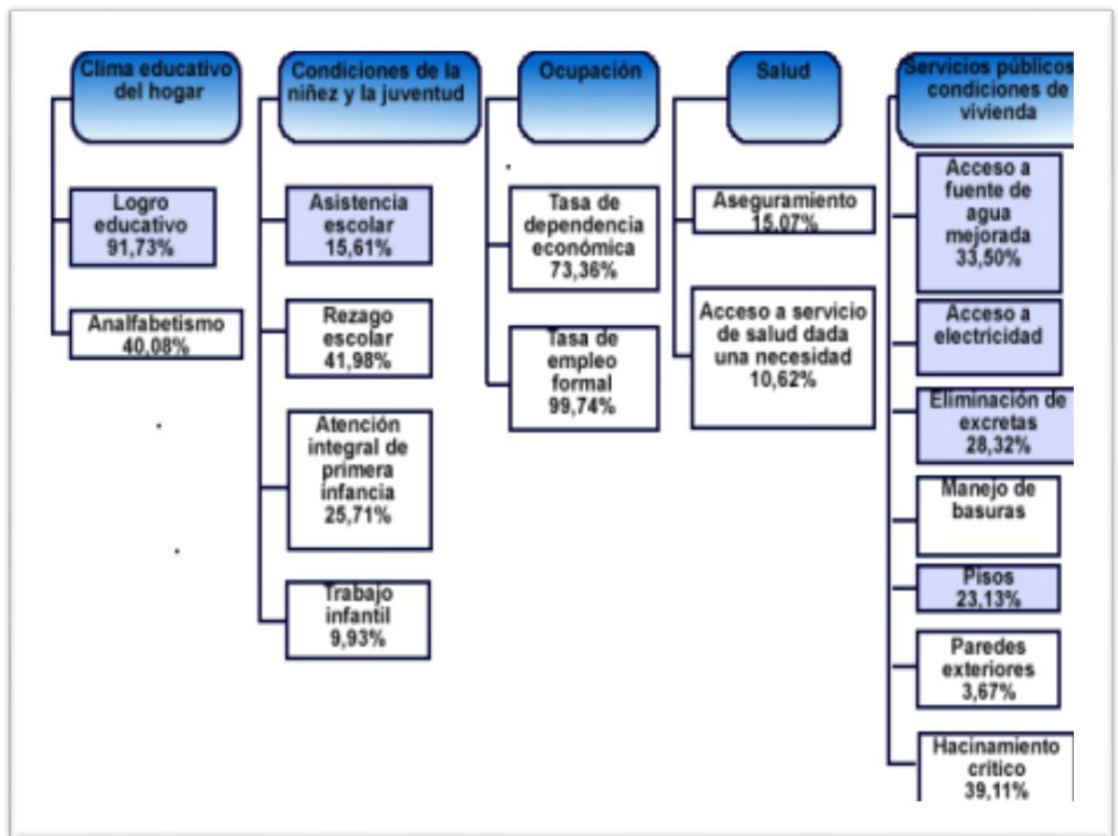 Clima educativo
del hogar
Logro
educativo
91,73%
Analfabetismo
40,08%
Condiciones de la
niñez y la juventud
Asistencia
escolar
15,61%
Rezago
escolar
41,98%
Atención
integral de
primera
infancia
25,71%
Trabajo
infantil
9,93%
Ocupación
Tasa de
dependencia
económica
73,36%
Tasa de
empleo
formal
99,74%
Salud
Aseguramiento
15,07%
Acceso a servicio
de salud dada
una necesidad
10,62%
Servicios públicos
condiciones de
vivienda
Acceso a
fuente de
agua
mejorada
33,50%
Acceso a
electricidad
Eliminación de
excretas
28,32%
Manejo de
basuras
Pisos
23,13%
Paredes
exteriores
3,67%
Hacinamiento
crítico
39,11%